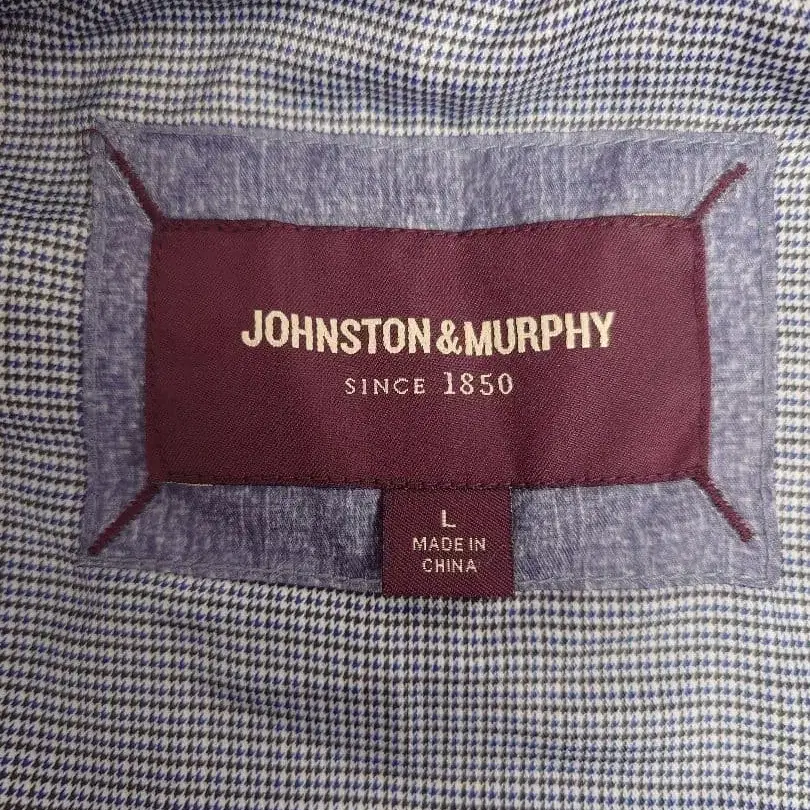 JOHNSTON & MURPHY
SINCE 1850
L
MADE IN
CHINA